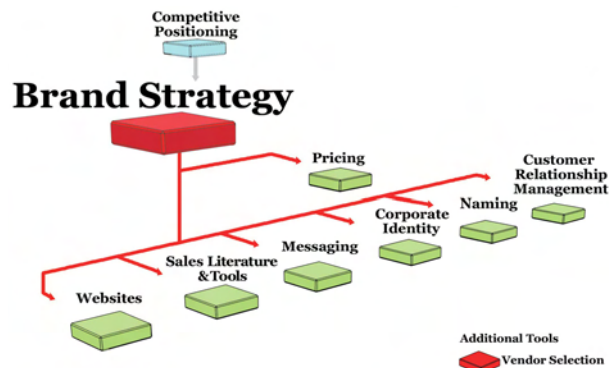 Competitive
Positioning
Brand Strategy
Pricing
Customer
Relationship
Management
Naming
Corporate
Identity
Messaging
Sales Literature
&Tools
Websites
Additional Tools
Vendor Selection